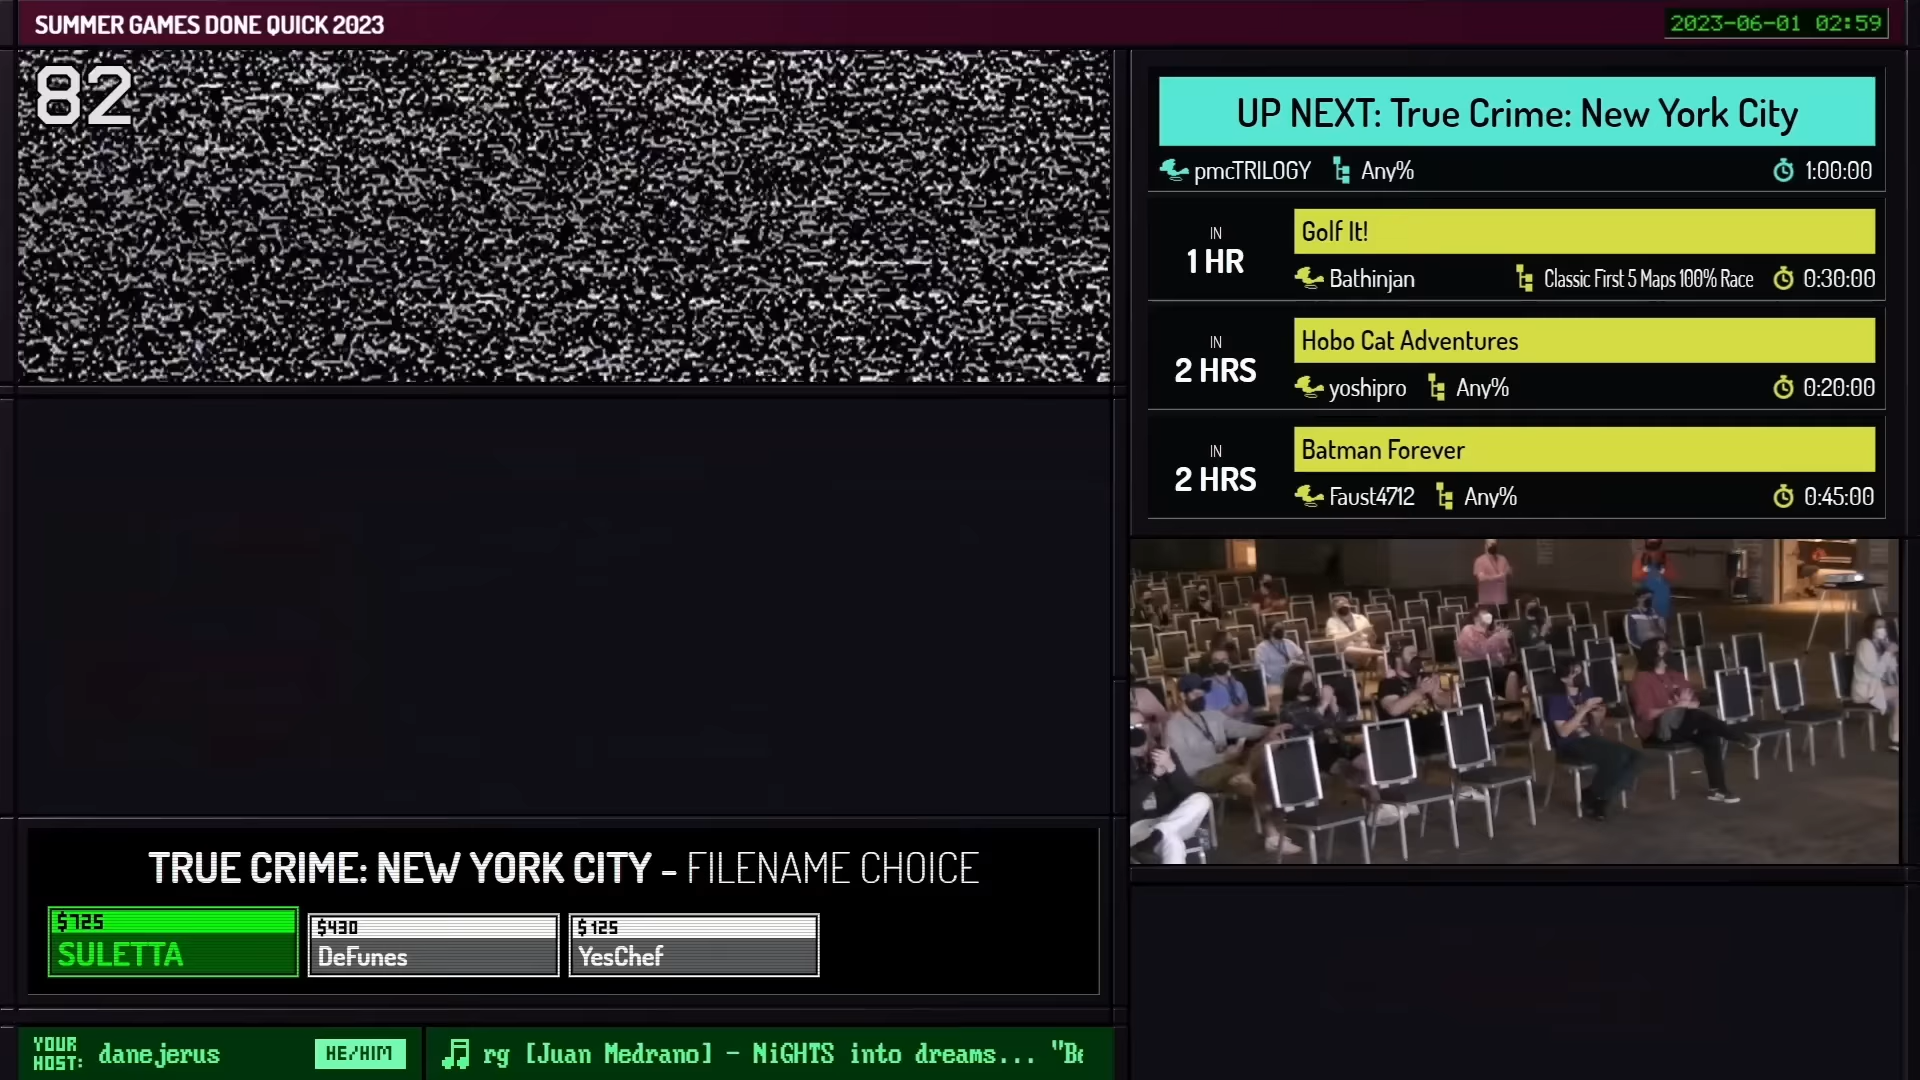 SUMMER GAMES DONE QUICK 2023
2023-06-01 02:59
82
UP NEXT: True Crime: New York City
pmcTRILOGY Any% 1:00:00
IN
1 HR
Golf It!
Bathinjan Classic First 5 Maps 100% Race 0:30:00
IN
2 HRS
Hobo Cat Adventures
yoshipro Any% 0:20:00
IN
2 HRS
Batman Forever
Faust4712 Any% 0:45:00
TRUE CRIME: NEW YORK CITY - FILENAME CHOICE
$725
SULETTA
$430
DeFunes
$125
YesChef
YOUR
HOST: danejerus HE/HIM
rg [Juan Medrano] - NiGHTS into dreams... "Be